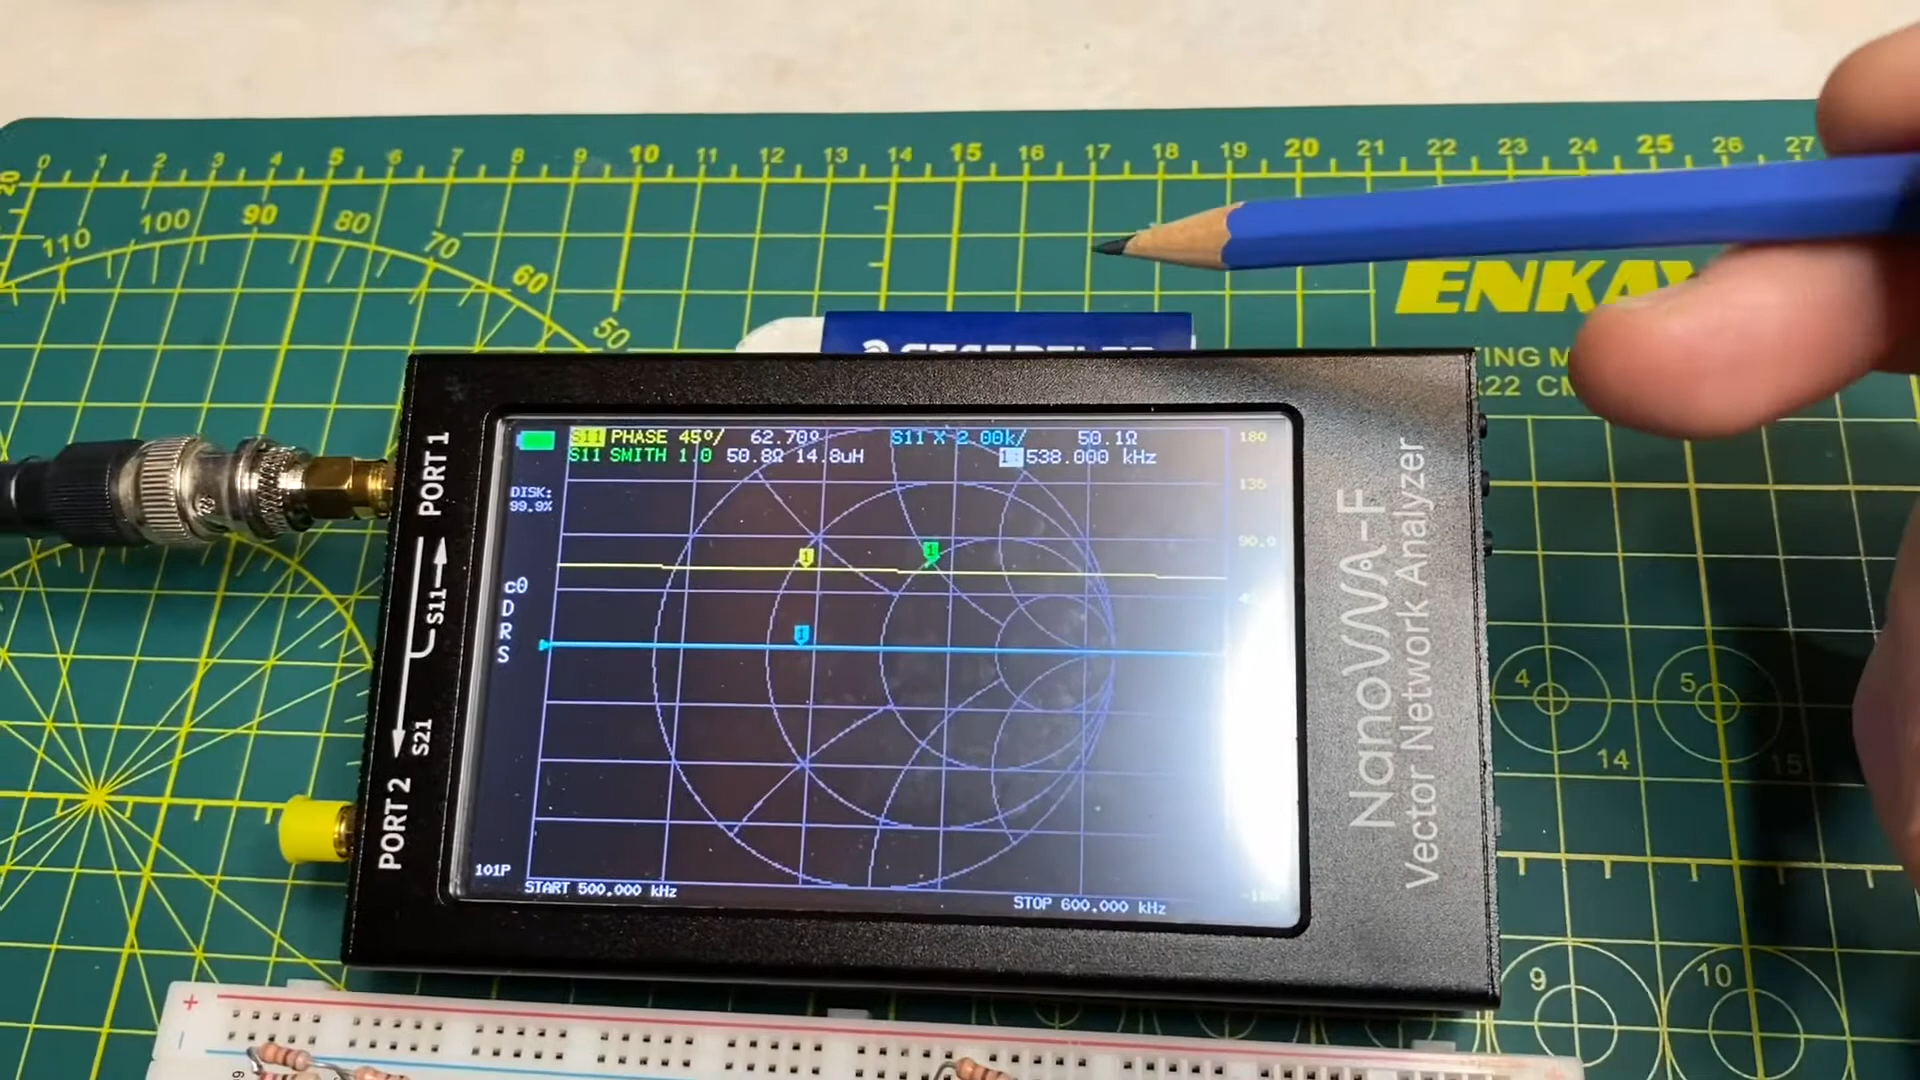 0 1 2 3 4 5 6 7 8 9 10 11 12 13 14 15 16 17 18 19 20 21 22 23 24 25 26 27
20
110 100 90 80 70 60 50
ENKAY
22 CM
S11 PHASE 45°/ 62.70° S11 X 2.00k/ 50.1Ω
S11 SMITH 1.0 50.8Ω 14.8uH 1:538.000 kHz
180
135
90.0
DISK:
99.9%
c0
D
R
S
101P
START 500.000 kHz
STOP 600.000 kHz
PORT 1
S11
S21
PORT 2
NanoVNA-F
Vector Network Analyzer
4 5
14 15
9 10
+